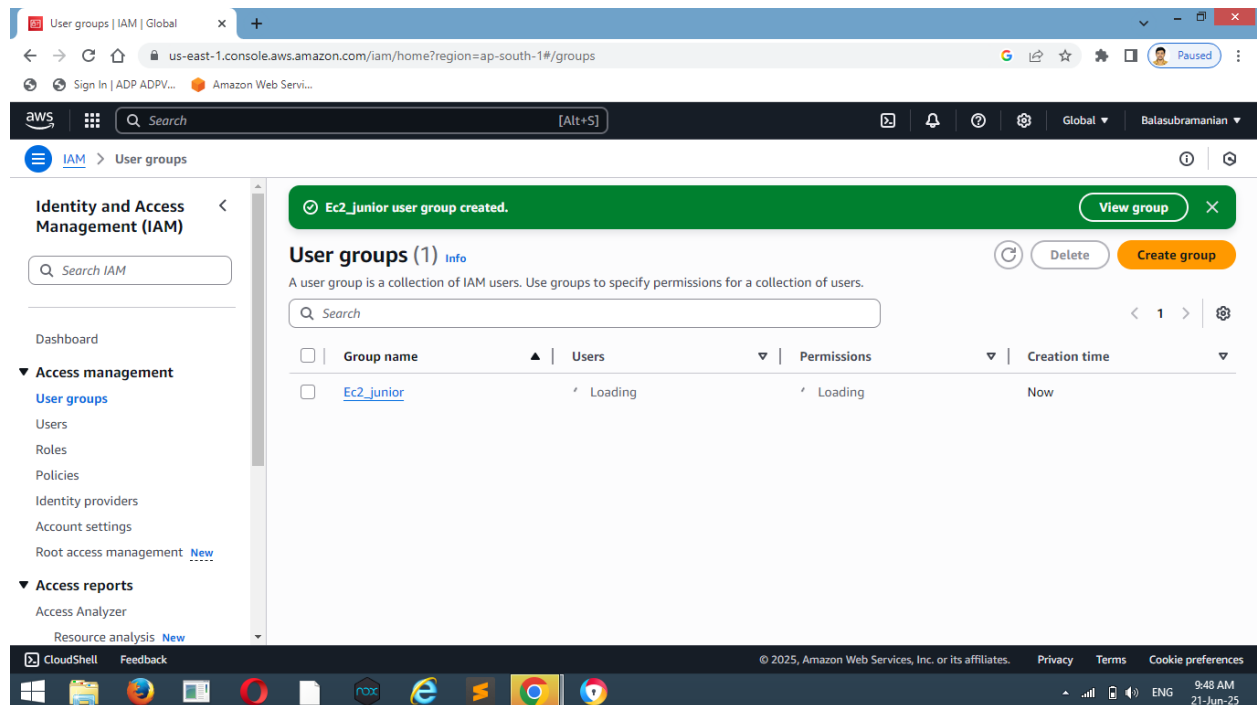 User groups | IAM | Global
us-east-1.console.aws.amazon.com/iam/home?region=ap-south-1#/groups
Paused
Sign In | ADP ADPV...
Amazon Web Servi...
aws
Search
[Alt+S]
Global
Balasubramanian
IAM > User groups
Identity and Access
Management (IAM)
Search IAM
Dashboard
Access management
User groups
Users
Roles
Policies
Identity providers
Account settings
Root access management New
Access reports
Access Analyzer
Resource analysis New
Ec2_junior user group created.
View group
User groups (1) Info
Delete
Create group
A user group is a collection of IAM users. Use groups to specify permissions for a collection of users.
Search
1
Group name
Users
Permissions
Creation time
Ec2_junior
Loading
Loading
Now
CloudShell
Feedback
© 2025, Amazon Web Services, Inc. or its affiliates.
Privacy
Terms
Cookie preferences
nox
ENG
9:48 AM
21-Jun-25